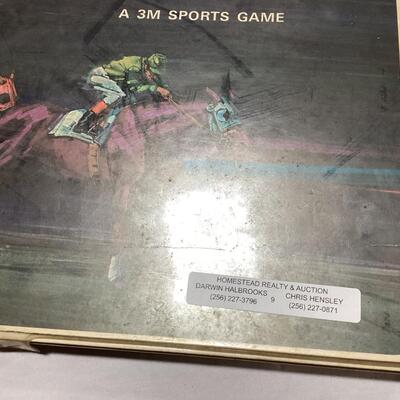 A 3M SPORTS GAME
HOMESTEAD REALTY & AUCTION
DARWIN HALBROOKS 9 CHRIS HENSLEY
(256) 227-3796 (256) 227-0871